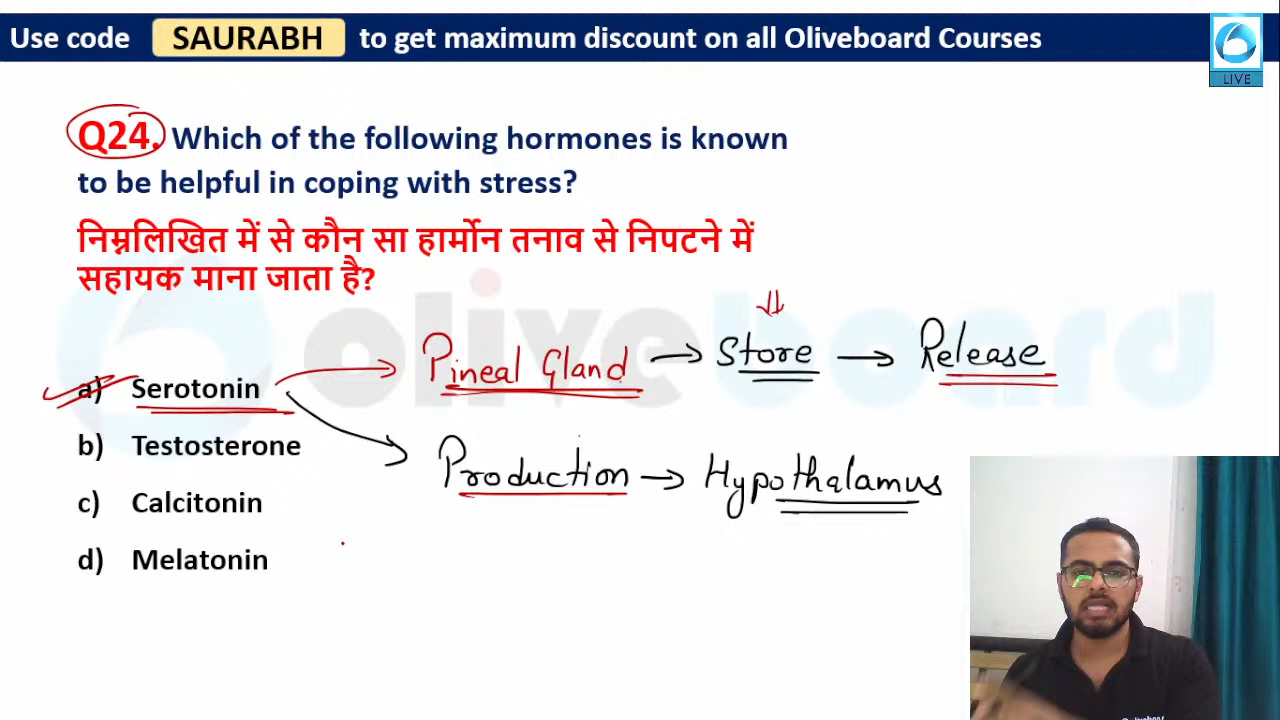 Use code SAURABH to get maximum discount on all Oliveboard Courses
LIVE
Q24. Which of the following hormones is known
to be helpful in coping with stress?
निम्नलिखित में से कौन सा हार्मोन तनाव से निपटने में
सहायक माना जाता है?
oliveboard
a) Serotonin
Pineal Gland → Store → Release
b) Testosterone
Production → Hypothalamus
c) Calcitonin
d) Melatonin